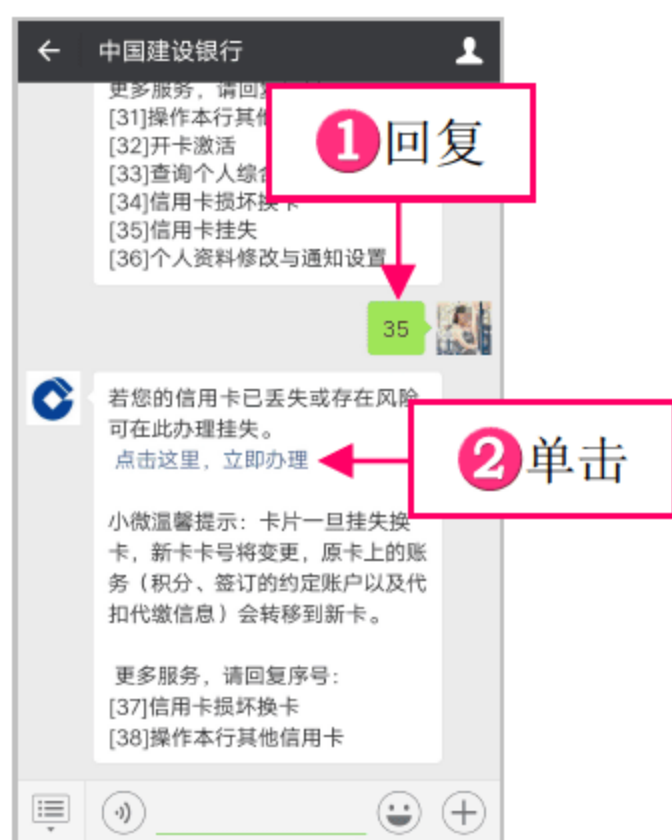 中国建设银行
更多服务，请回复
[31]操作本行其他
[32]开卡激活
[33]查询个人综合
[34]信用卡损坏换卡
[35]信用卡挂失
[36]个人资料修改与通知设置
1回复
35
若您的信用卡已丢失或存在风险
可在此办理挂失。
点击这里，立即办理
2单击
小微温馨提示：卡片一旦挂失换
卡，新卡卡号将变更，原卡上的账
务（积分、签订的约定账户以及代
扣代缴信息）会转移到新卡。
更多服务，请回复序号：
[37]信用卡损坏换卡
[38]操作本行其他信用卡